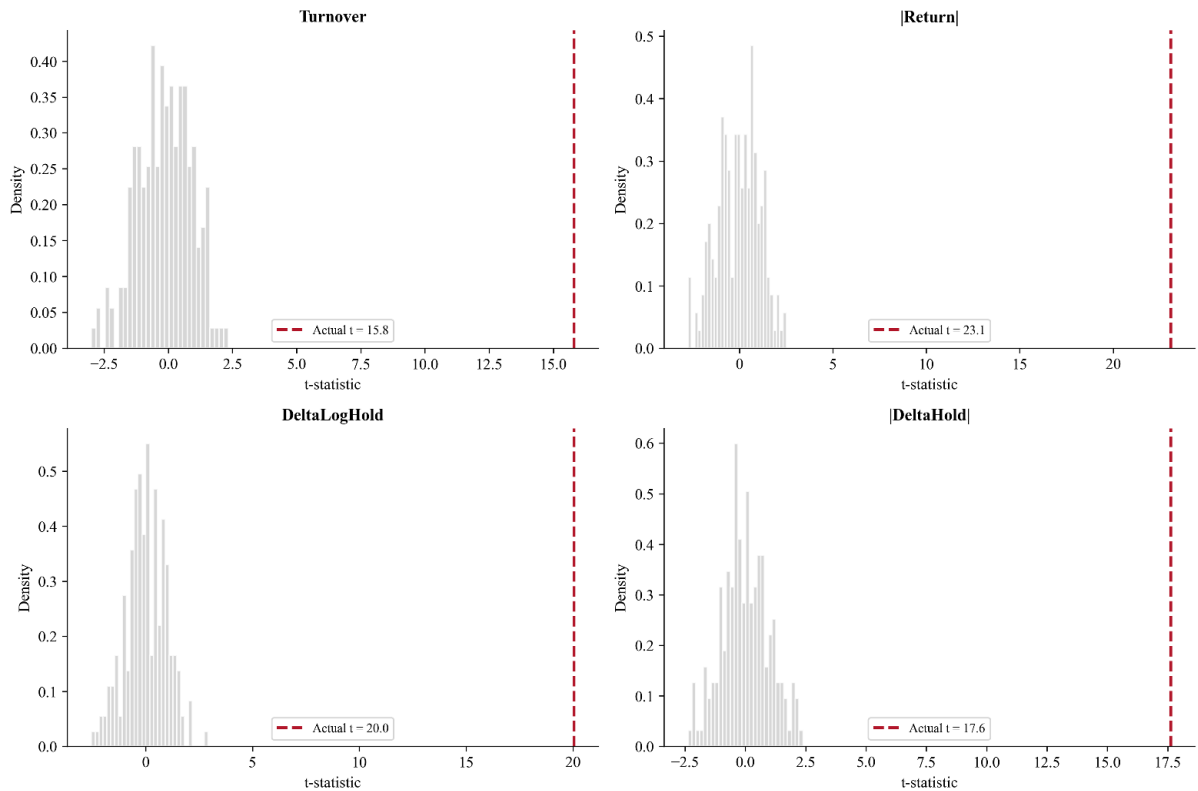 Turnover
|Return|
Density
0.40
0.35
0.30
0.25
0.20
0.15
0.10
0.05
0.00
−2.5 0.0 2.5 5.0 7.5 10.0 12.5 15.0
t-statistic
Actual t = 15.8
Density
0.5
0.4
0.3
0.2
0.1
0.0
0 5 10 15 20
t-statistic
Actual t = 23.1
DeltaLogHold
|DeltaHold|
Density
0.5
0.4
0.3
0.2
0.1
0.0
0 5 10 15 20
t-statistic
Actual t = 20.0
Density
0.6
0.5
0.4
0.3
0.2
0.1
0.0
−2.5 0.0 2.5 5.0 7.5 10.0 12.5 15.0 17.5
t-statistic
Actual t = 17.6